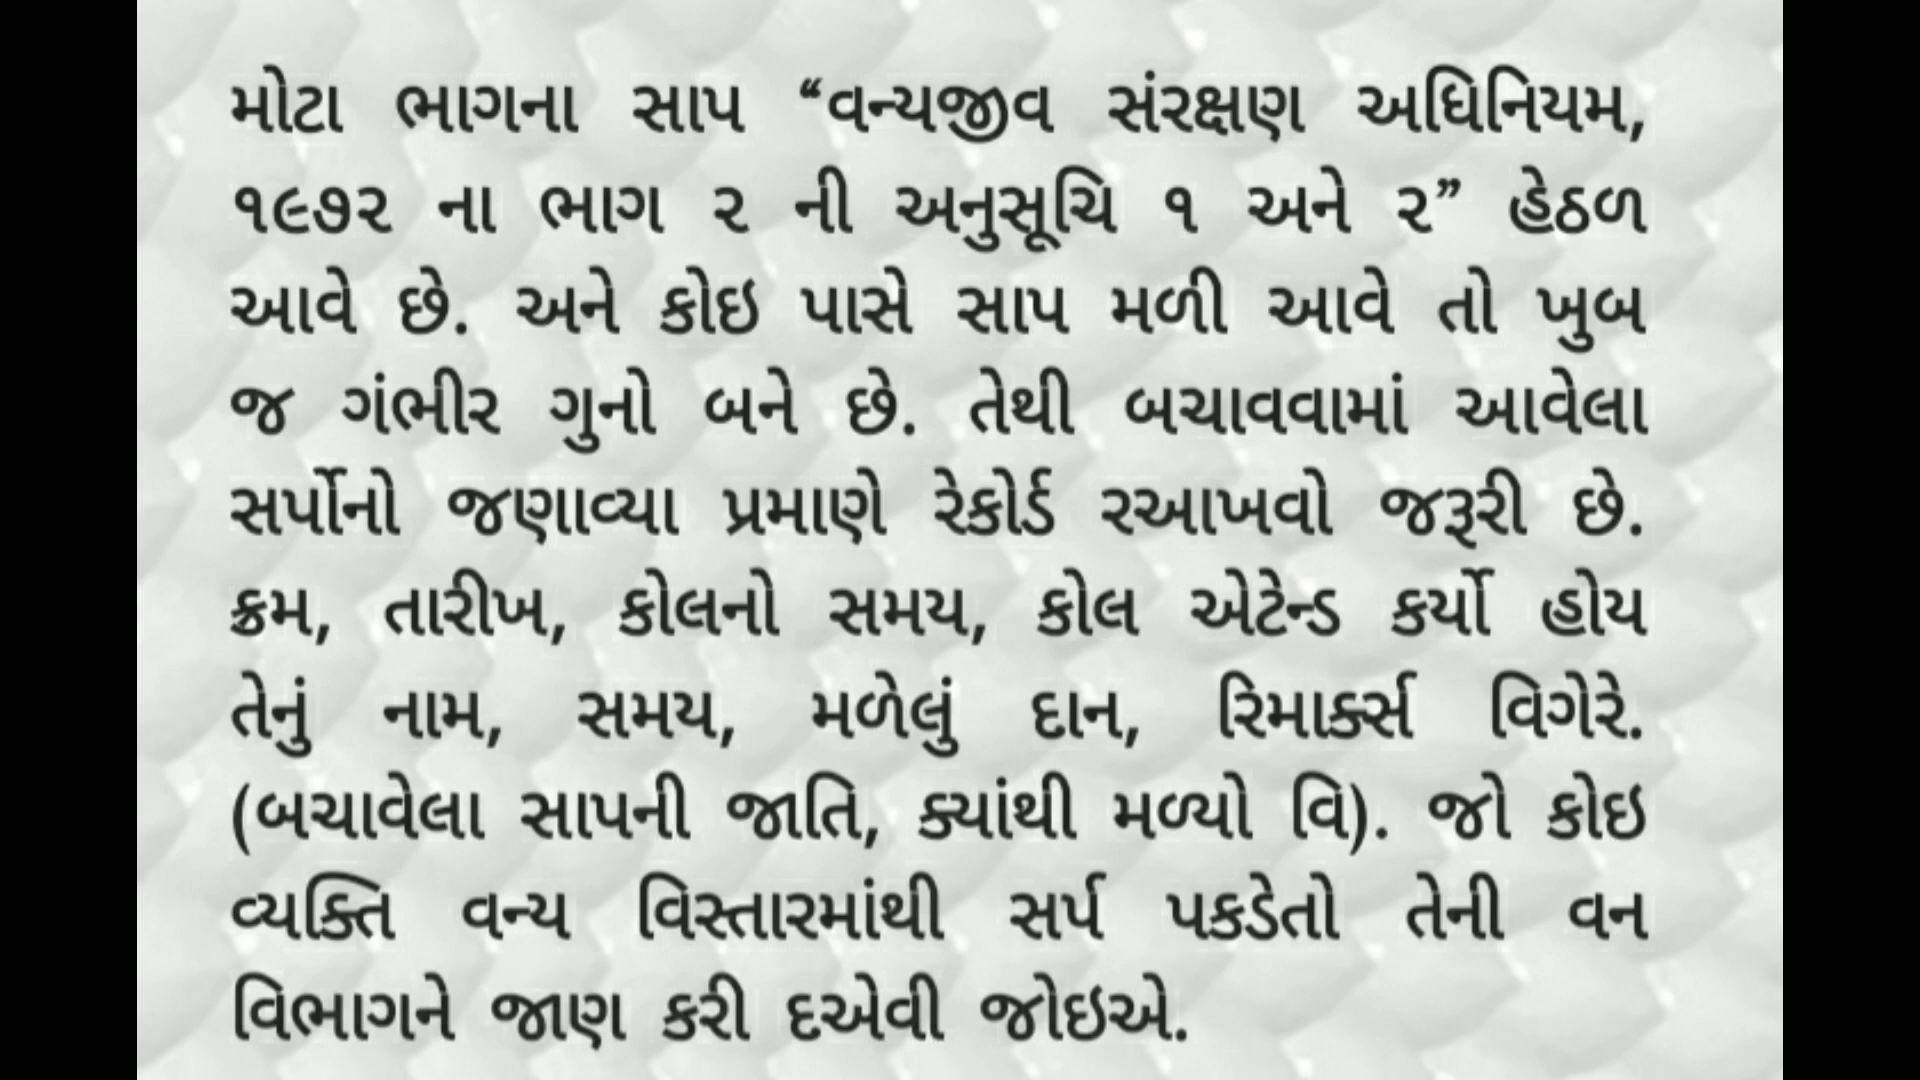 મોટા ભાગના સાપ “વન્યજીવ સંરક્ષણ અધિનિયમ,
૧૯૭૨ ના ભાગ ૨ ની અનુસૂચિ ૧ અને ૨” હેઠળ
આવે છે. અને કોઇ પાસે સાપ મળી આવે તો ખુબ
જ ગંભીર ગુનો બને છે. તેથી બચાવવામાં આવેલા
સર્પોનો જણાવ્યા પ્રમાણે રેકોર્ડ રઆખવો જરૂરી છે.
ક્રમ, તારીખ, કોલનો સમય, કોલ એટેન્ડ કર્યો હોય
તેનું નામ, સમય, મળેલું દાન, રિમાર્ક્સ વિગેરે.
(બચાવેલા સાપની જાતિ, ક્યાંથી મળ્યો વિ). જો કોઇ
વ્યક્તિ વન્ય વિસ્તારમાંથી સર્પ પકડેતો તેની વન
વિભાગને જાણ કરી દએવી જોઇએ.